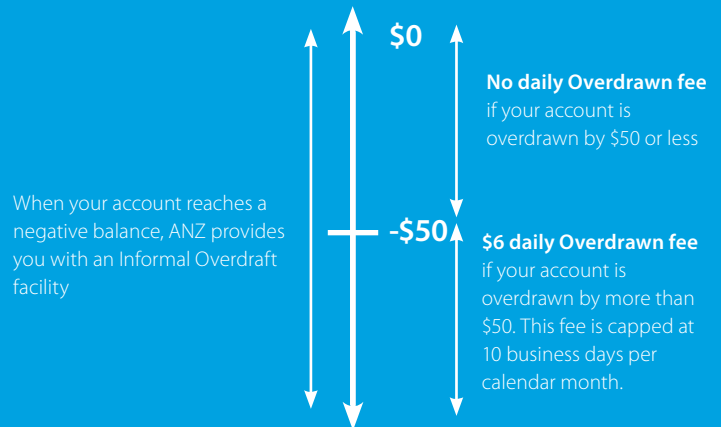 $0
No daily Overdrawn fee
if your account is
overdrawn by $50 or less
When your account reaches a
negative balance, ANZ provides
you with an Informal Overdraft
facility
-$50
$6 daily Overdrawn fee
if your account is
overdrawn by more than
$50. This fee is capped at
10 business days per
calendar month.